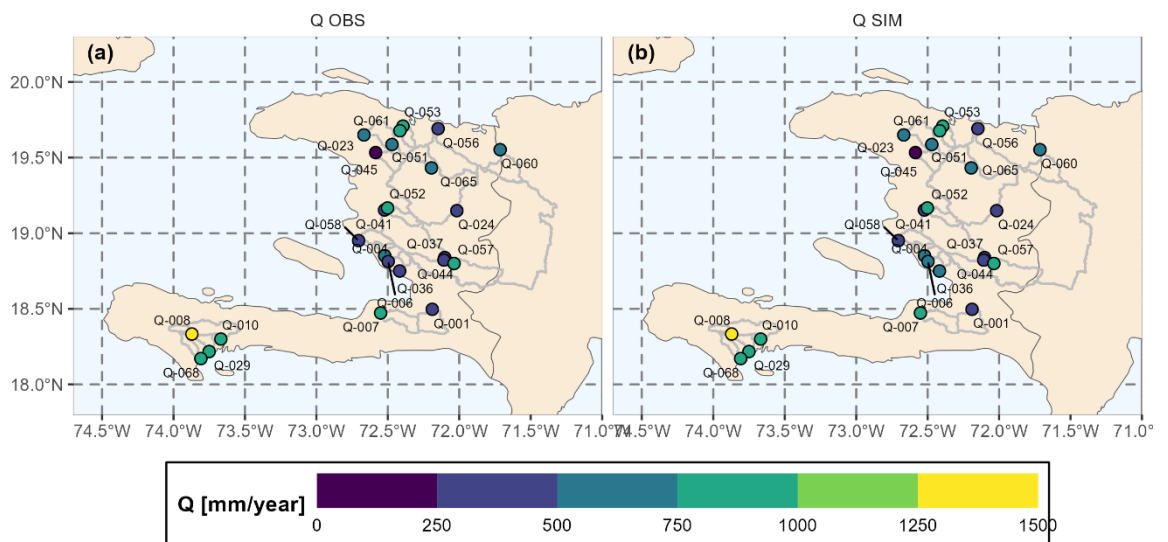 Q OBS
Q SIM
(a)
(b)
20.0°N
19.5°N
19.0°N
18.5°N
18.0°N
Q-053
Q-061
Q-056
Q-023
Q-051
Q-060
Q-045
Q-065
Q-052
Q-058
Q-041
Q-024
Q-004
Q-037
Q-057
Q-044
Q-036
Q-006
Q-008
Q-010
Q-007
Q-001
Q-029
Q-068
Q-053
Q-061
Q-056
Q-023
Q-051
Q-060
Q-045
Q-065
Q-052
Q-058
Q-041
Q-024
Q-004
Q-037
Q-057
Q-044
Q-036
Q-006
Q-008
Q-010
Q-007
Q-001
Q-029
Q-068
74.5°W 74.0°W 73.5°W 73.0°W 72.5°W 72.0°W 71.5°W 71.0°W
74.0°W 73.5°W 73.0°W 72.5°W 72.0°W 71.5°W 71.0°
Q [mm/year]
0 250 500 750 1000 1250 1500